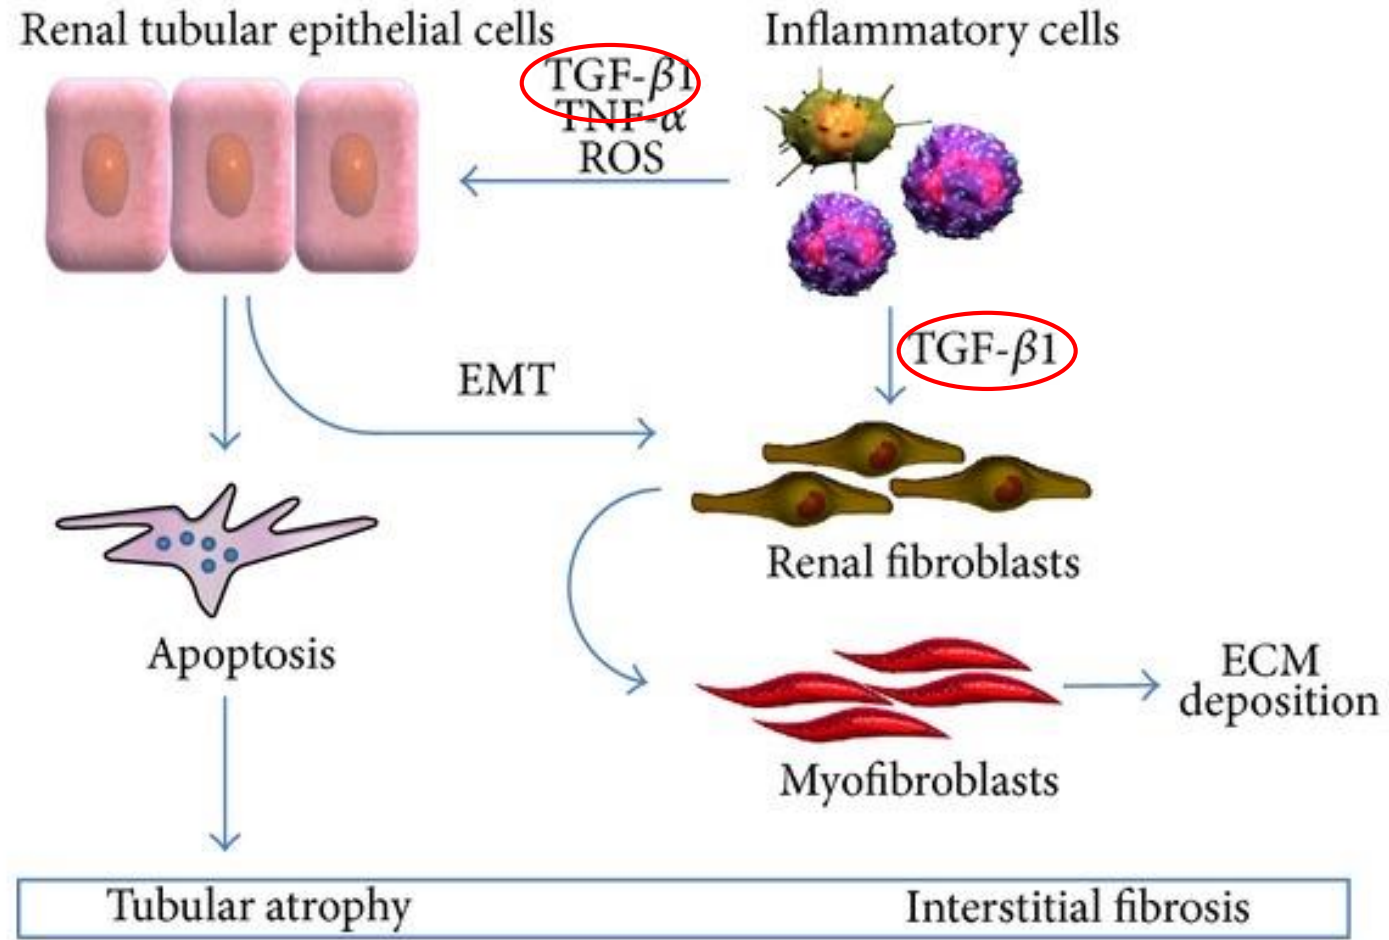 Renal tubular epithelial cells
Inflammatory cells
TGF-β1
TNF-α
ROS
TGF-β1
EMT
Renal fibroblasts
Apoptosis
ECM
deposition
Myofibroblasts
Tubular atrophy
Interstitial fibrosis